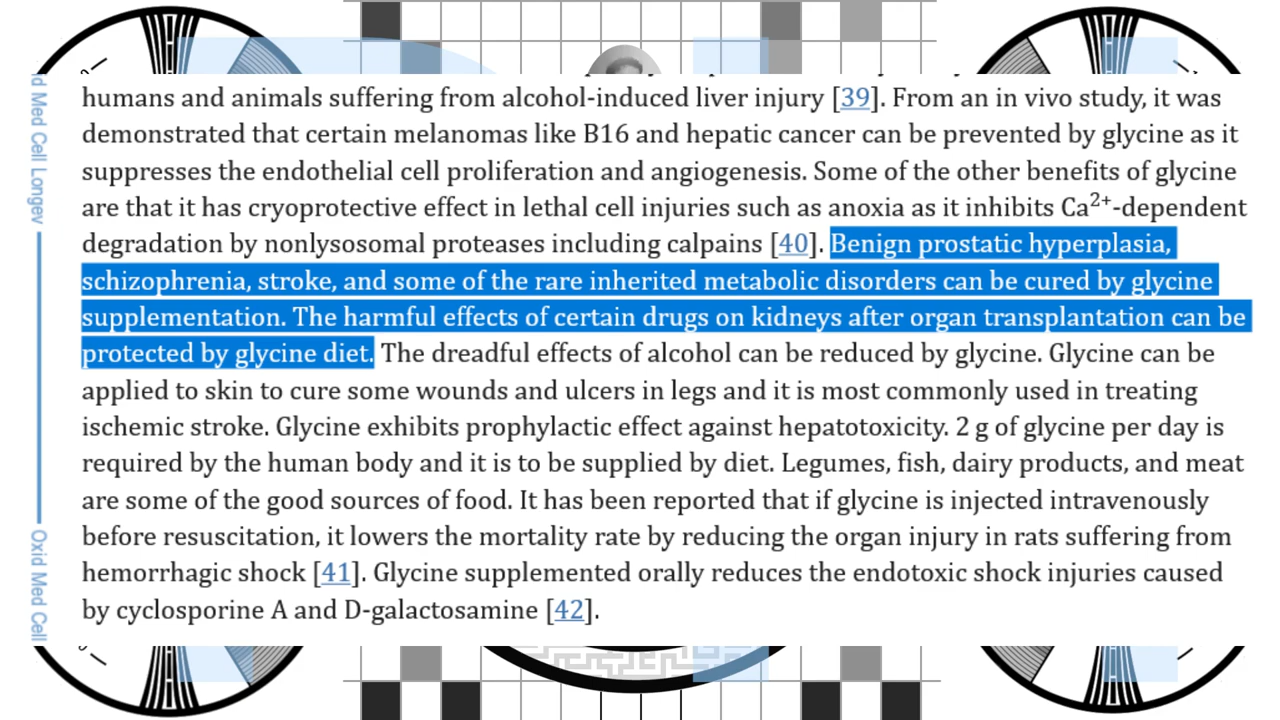 humans and animals suffering from alcohol-induced liver injury [39]. From an in vivo study, it was
demonstrated that certain melanomas like B16 and hepatic cancer can be prevented by glycine as it
suppresses the endothelial cell proliferation and angiogenesis. Some of the other benefits of glycine
are that it has cryoprotective effect in lethal cell injuries such as anoxia as it inhibits Ca²⁺-dependent
degradation by nonlysosomal proteases including calpains [40]. Benign prostatic hyperplasia,
schizophrenia, stroke, and some of the rare inherited metabolic disorders can be cured by glycine
supplementation. The harmful effects of certain drugs on kidneys after organ transplantation can be
protected by glycine diet. The dreadful effects of alcohol can be reduced by glycine. Glycine can be
applied to skin to cure some wounds and ulcers in legs and it is most commonly used in treating
ischemic stroke. Glycine exhibits prophylactic effect against hepatotoxicity. 2 g of glycine per day is
required by the human body and it is to be supplied by diet. Legumes, fish, dairy products, and meat
are some of the good sources of food. It has been reported that if glycine is injected intravenously
before resuscitation, it lowers the mortality rate by reducing the organ injury in rats suffering from
hemorrhagic shock [41]. Glycine supplemented orally reduces the endotoxic shock injuries caused
by cyclosporine A and D-galactosamine [42].
d Med Cell Longev
Oxid Med Cell